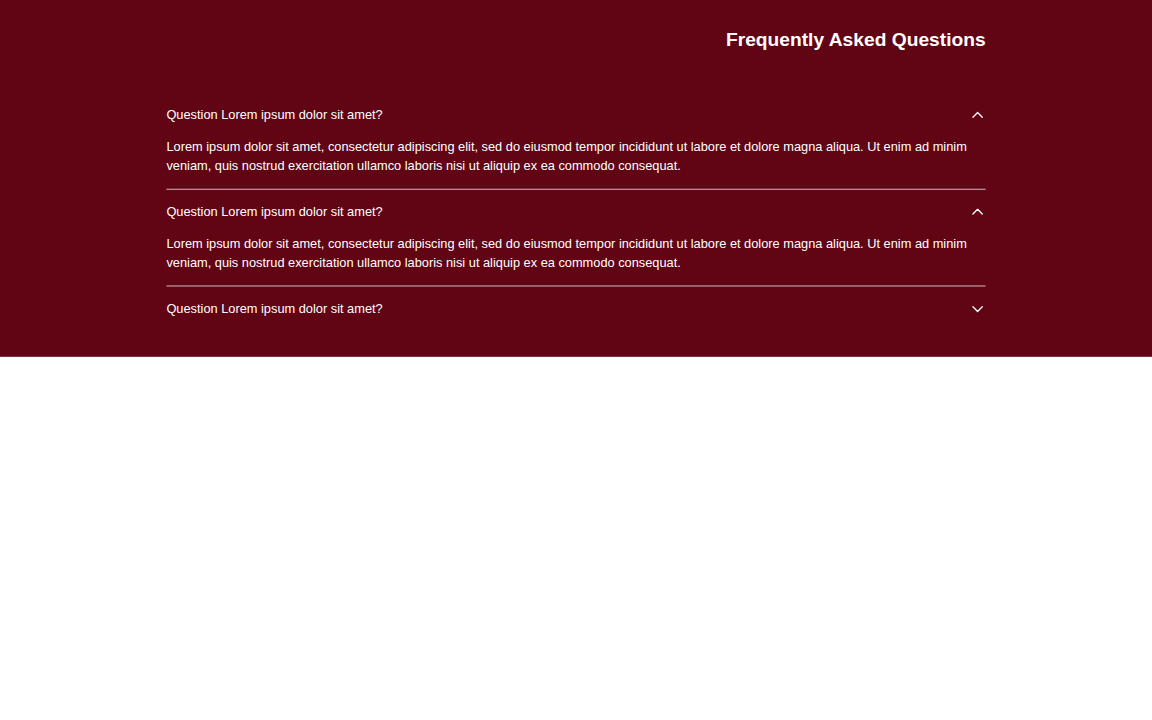 Frequently Asked Questions
Question Lorem ipsum dolor sit amet?
Lorem ipsum dolor sit amet, consectetur adipiscing elit, sed do eiusmod tempor incididunt ut labore et dolore magna aliqua. Ut enim ad minim
veniam, quis nostrud exercitation ullamco laboris nisi ut aliquip ex ea commodo consequat.
Question Lorem ipsum dolor sit amet?
Lorem ipsum dolor sit amet, consectetur adipiscing elit, sed do eiusmod tempor incididunt ut labore et dolore magna aliqua. Ut enim ad minim
veniam, quis nostrud exercitation ullamco laboris nisi ut aliquip ex ea commodo consequat.
Question Lorem ipsum dolor sit amet?